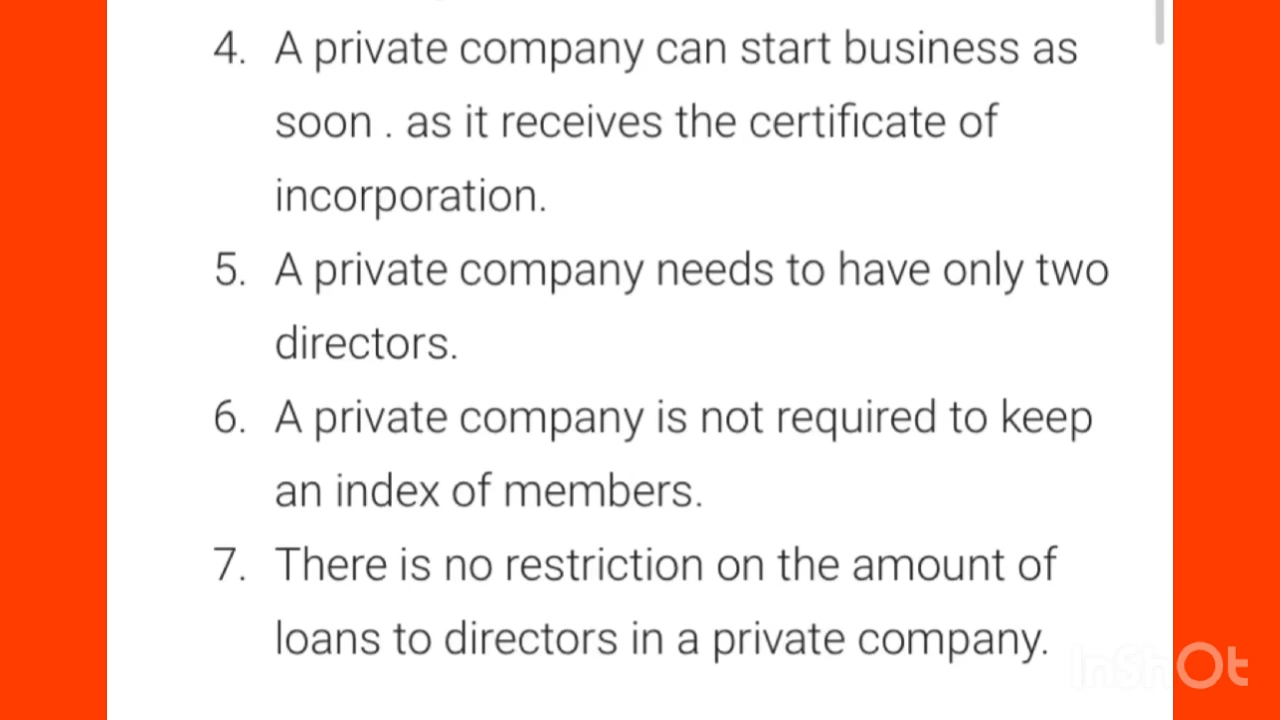 4. A private company can start business as
soon . as it receives the certificate of
incorporation.
5. A private company needs to have only two
directors.
6. A private company is not required to keep
an index of members.
7. There is no restriction on the amount of
loans to directors in a private company.
InShOt